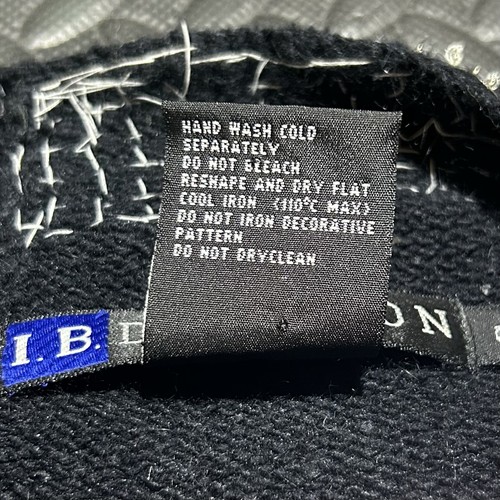 HAND WASH COLD
SEPARATELY
DO NOT BLEACH
RESHAPE AND DRY FLAT
COOL IRON (110°C MAX)
DO NOT IRON DECORATIVE
PATTERN
DO NOT DRYCLEAN
I.B. D ON